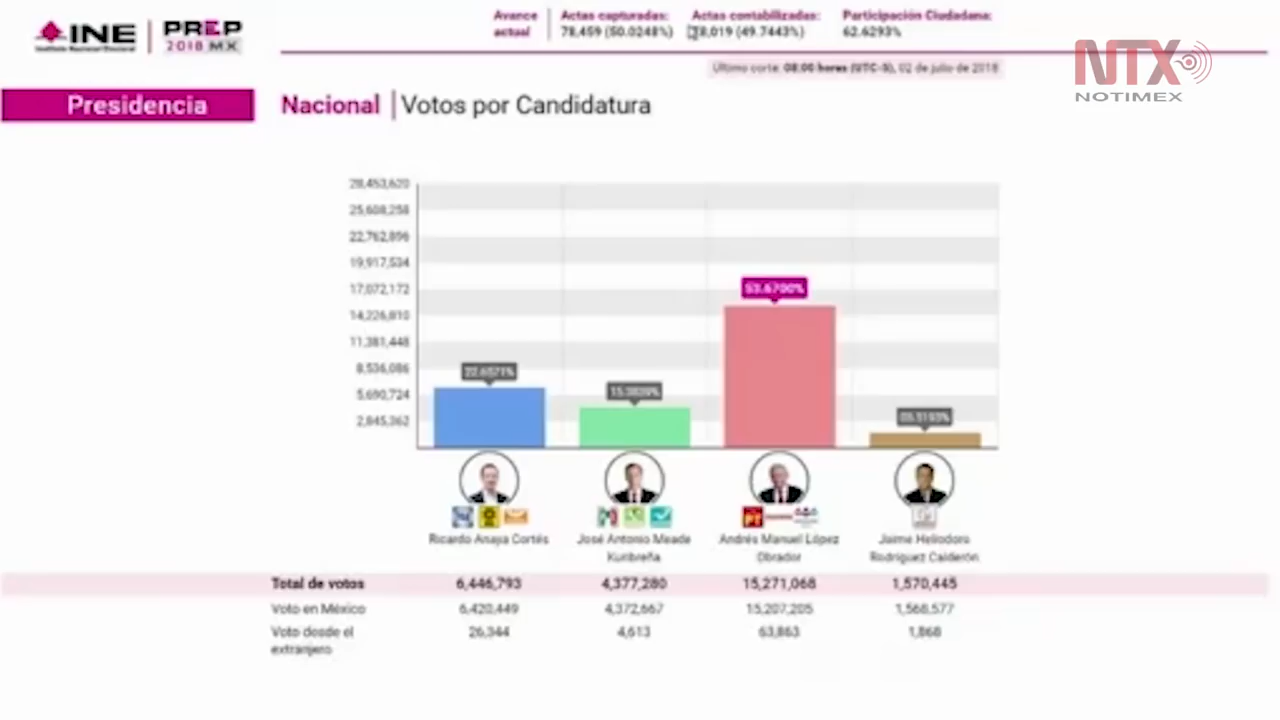 INE
Instituto Nacional Electoral
PREP
2018.MX
Avance actual
Actas capturadas:
78,459 (50.0248%)
Actas contabilizadas:
78,019 (49.7443%)
Participación Ciudadana:
62.6293%
Último corte: 08:00 horas (UTC-5), 02 de julio de 2018
NTX
NOTIMEX
Presidencia
Nacional | Votos por Candidatura
28,453,620
25,608,258
22,762,896
19,917,534
17,072,172
14,226,810
11,381,448
8,536,086
5,690,724
2,845,362
53.6700%
PT
Ricardo Anaya Cortés
José Antonio Meade
Kuribreña
Andrés Manuel López
Obrador
Jaime Heliodoro
Rodríguez Calderón
Total de votos 6,446,793 4,377,280 15,271,068 1,570,445
Voto en México 6,420,449 4,372,667 15,207,205 1,568,577
Voto desde el extranjero 26,344 4,613 63,863 1,868